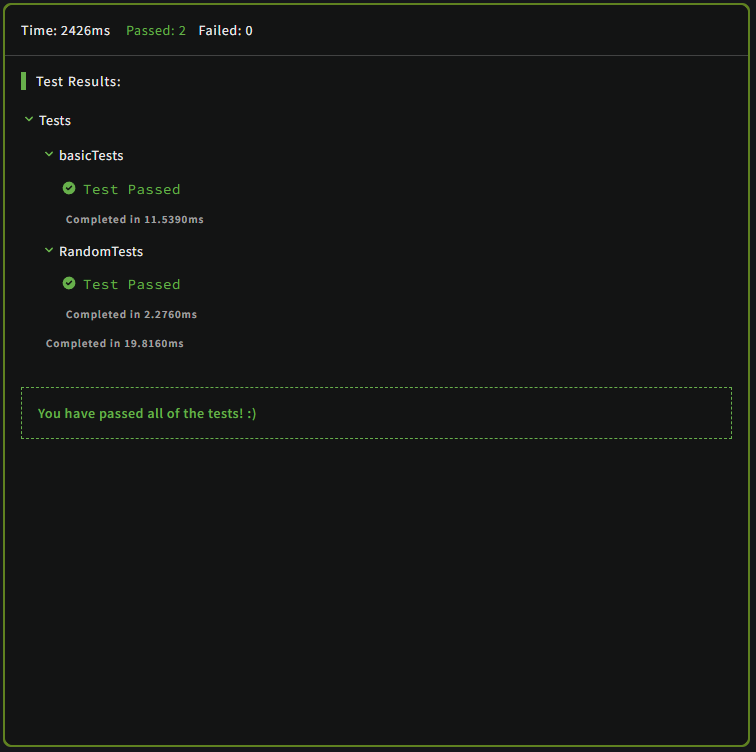 Time: 2426ms Passed: 2 Failed: 0
Test Results:
Tests
basicTests
Test Passed
Completed in 11.5390ms
RandomTests
Test Passed
Completed in 2.2760ms
Completed in 19.8160ms
You have passed all of the tests! :)